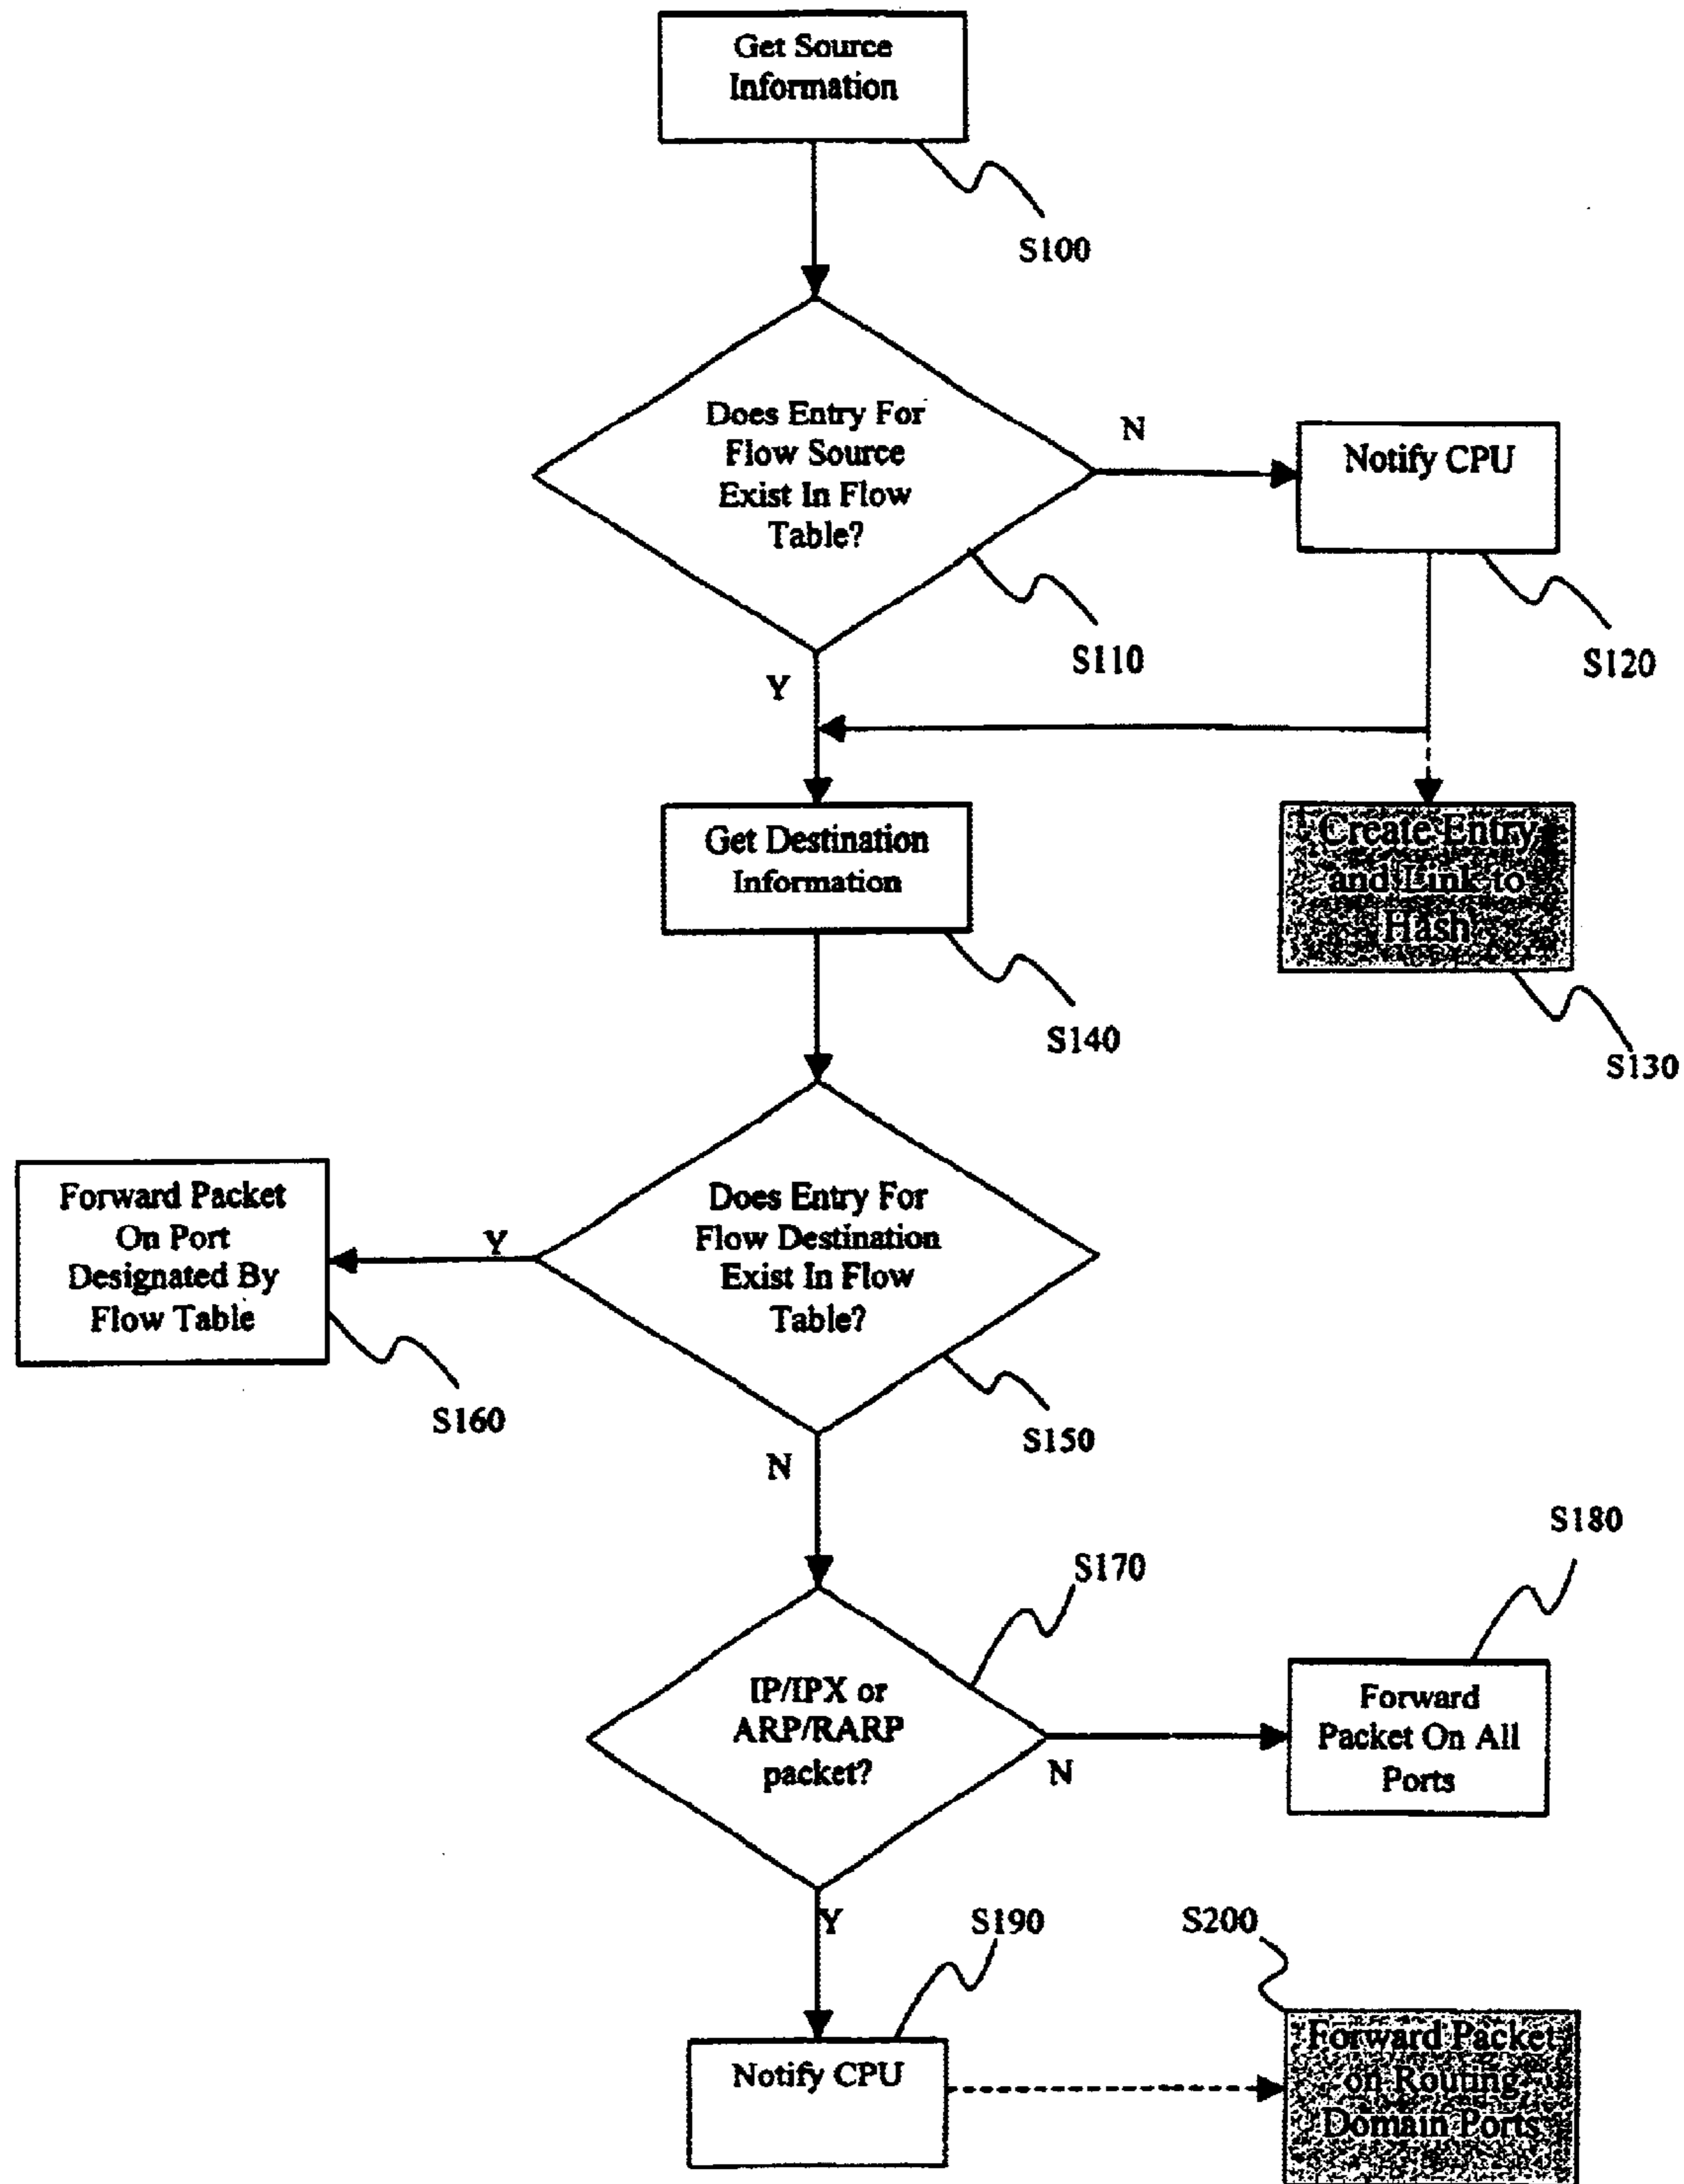 Get Source
Information
S100
Does Entry For
Flow Source
Exist In Flow
Table?
N
Notify CPU
S110
S120
Y
Get Destination
Information
Create Entry
and Link to
Hash
S140
S130
Forward Packet
On Port
Designated By
Flow Table
Y
Does Entry For
Flow Destination
Exist In Flow
Table?
S160
S150
N
S180
S170
IP/IPX or
ARP/RARP
packet?
N
Forward
Packet On All
Ports
Y
S190
S200
Notify CPU
Forward Packet
on Routing
Domain Ports